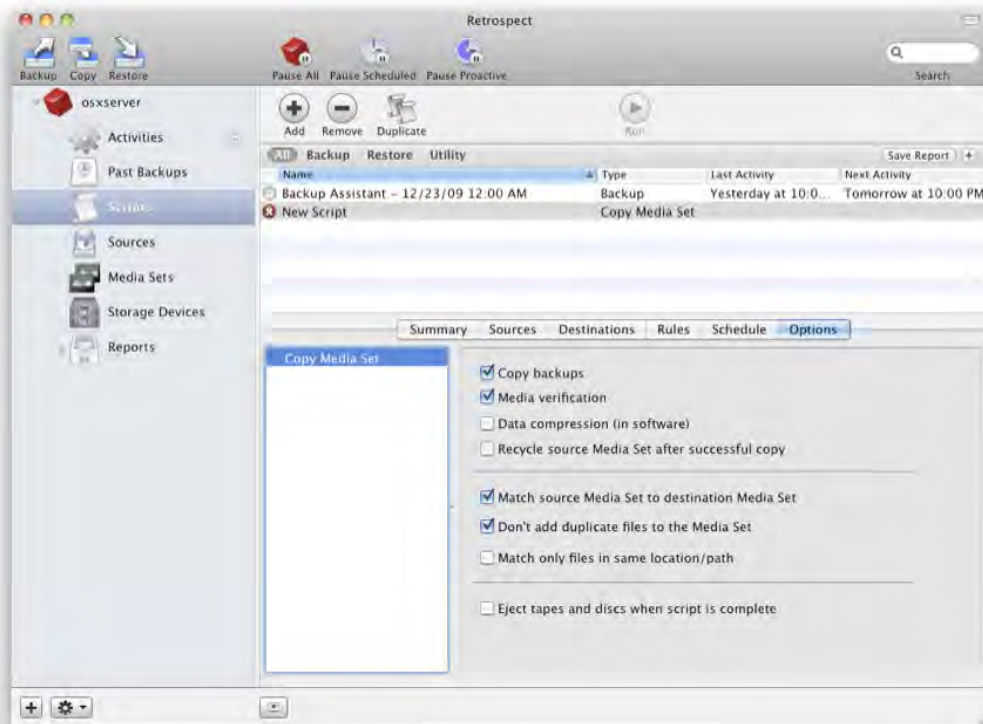 Retrospect
Backup Copy Restore
Pause All Pause Scheduled Pause Proactive
Search
osxserver
Activities
Past Backups
Scripts
Sources
Media Sets
Storage Devices
Reports
Add Remove Duplicate Run
All Backup Restore Utility Save Report +
Name Type Last Activity Next Activity
Backup Assistant – 12/23/09 12:00 AM Backup Yesterday at 10:0... Tomorrow at 10:00 PM
New Script Copy Media Set
Summary Sources Destinations Rules Schedule Options
Copy Media Set
Copy backups
Media verification
Data compression (in software)
Recycle source Media Set after successful copy
Match source Media Set to destination Media Set
Don't add duplicate files to the Media Set
Match only files in same location/path
Eject tapes and discs when script is complete